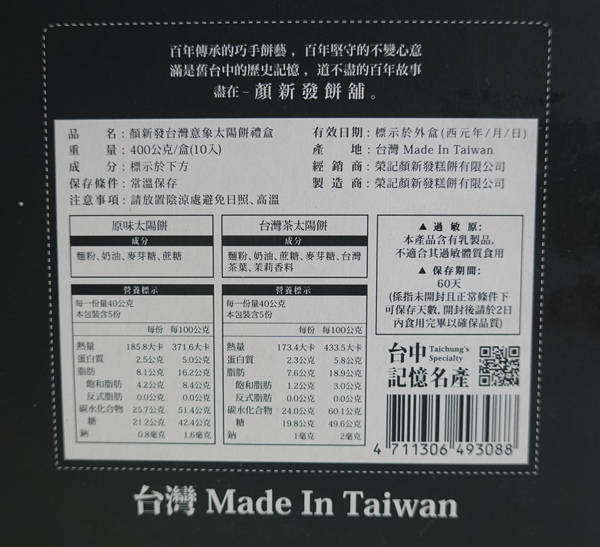 百年傳承的巧手餅藝，百年堅守的不變心意
滿是舊台中的歷史記憶，道不盡的百年故事
盡在－顏新發餅舖。
品名：顏新發台灣意象太陽餅禮盒
重量：400公克/盒(10入)
成分：標示於下方
保存條件：常溫保存
注意事項：請放置陰涼處避免日照、高溫
有效日期：標示於外盒(西元年/月/日)
產地：台灣 Made In Taiwan
經銷商：榮記顏新發糕餅有限公司
製造商：榮記顏新發糕餅有限公司
原味太陽餅
成分
麵粉、奶油、麥芽糖、蔗糖
營養標示
每一份量40公克
本包裝含5份
每份 每100公克
熱量 185.8大卡 371.6大卡
蛋白質 2.5公克 5.0公克
脂肪 8.1公克 16.2公克
飽和脂肪 4.2公克 8.4公克
反式脂肪 0.0公克 0.0公克
碳水化合物 25.7公克 51.4公克
糖 21.2公克 42.4公克
鈉 0.8毫克 1.6毫克
台灣茶太陽餅
成分
麵粉、奶油、蔗糖、麥芽糖、台灣
茶葉、茉莉香料
營養標示
每一份量40公克
本包裝含5份
每份 每100公克
熱量 173.4大卡 433.5大卡
蛋白質 2.3公克 5.8公克
脂肪 7.6公克 18.9公克
飽和脂肪 1.2公克 3.0公克
反式脂肪 0.0公克 0.0公克
碳水化合物 24.0公克 60.1公克
糖 19.8公克 49.6公克
鈉 1毫克 2毫克
▲ 過敏原:
本產品含有乳製品，
不適合其過敏體質食用
▲ 保存期間:
60天
(係指未開封且正常條件下
可保存天數,開封後請於2日
內食用完畢以確保品質)
台中 Taichung's
Specialty
記憶名產
4 711306 493088
台灣 Made In Taiwan